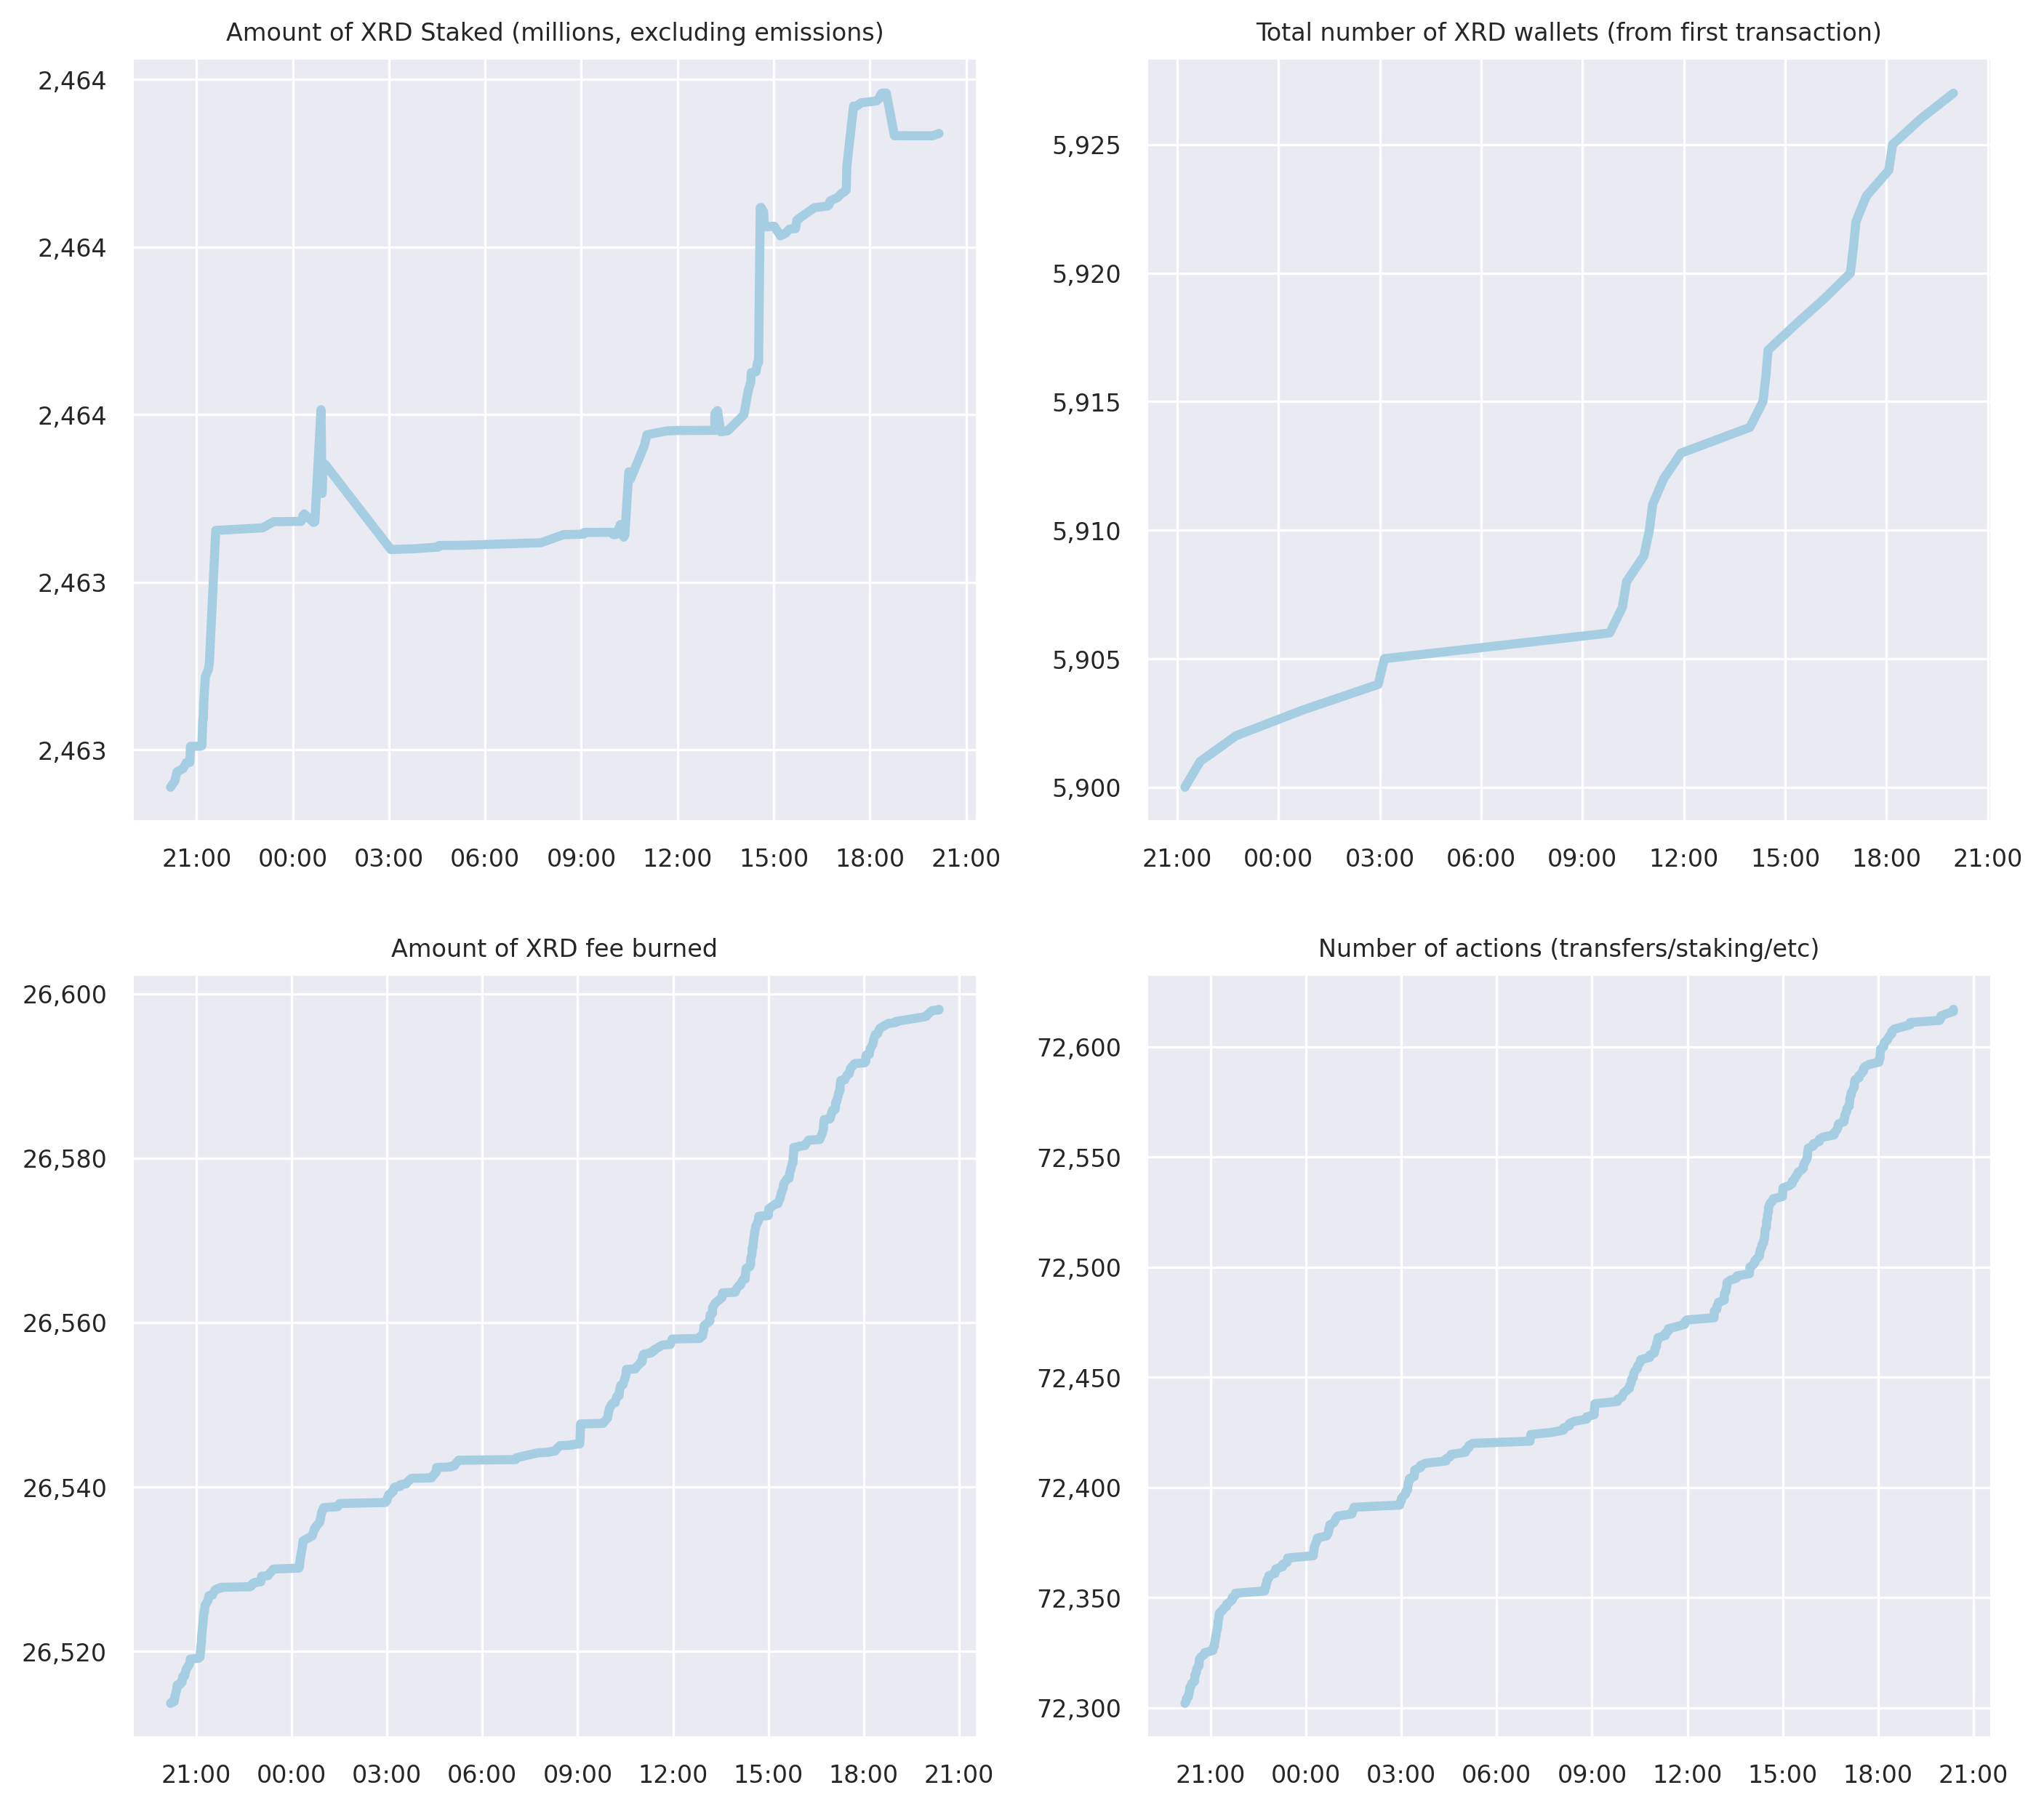 Amount of XRD Staked (millions, excluding emissions)
2,464
2,464
2,464
2,463
2,463
21:00 00:00 03:00 06:00 09:00 12:00 15:00 18:00 21:00
Total number of XRD wallets (from first transaction)
5,925
5,920
5,915
5,910
5,905
5,900
21:00 00:00 03:00 06:00 09:00 12:00 15:00 18:00 21:00
Amount of XRD fee burned
26,600
26,580
26,560
26,540
26,520
21:00 00:00 03:00 06:00 09:00 12:00 15:00 18:00 21:00
Number of actions (transfers/staking/etc)
72,600
72,550
72,500
72,450
72,400
72,350
72,300
21:00 00:00 03:00 06:00 09:00 12:00 15:00 18:00 21:00